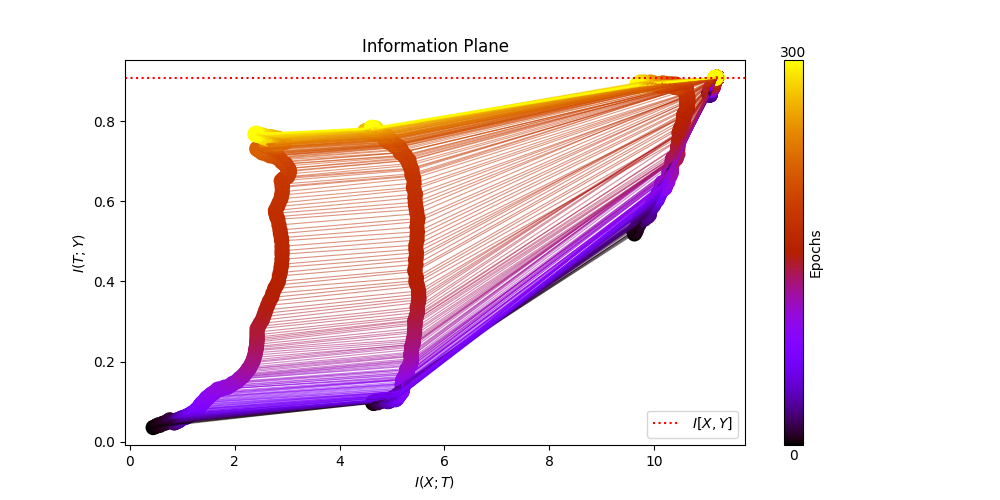 Information Plane
300
0.8
0.6
0.4
0.2
0.0
I(T; Y)
Epochs
I[X, Y]
0
0 2 4 6 8 10
I(X; T)